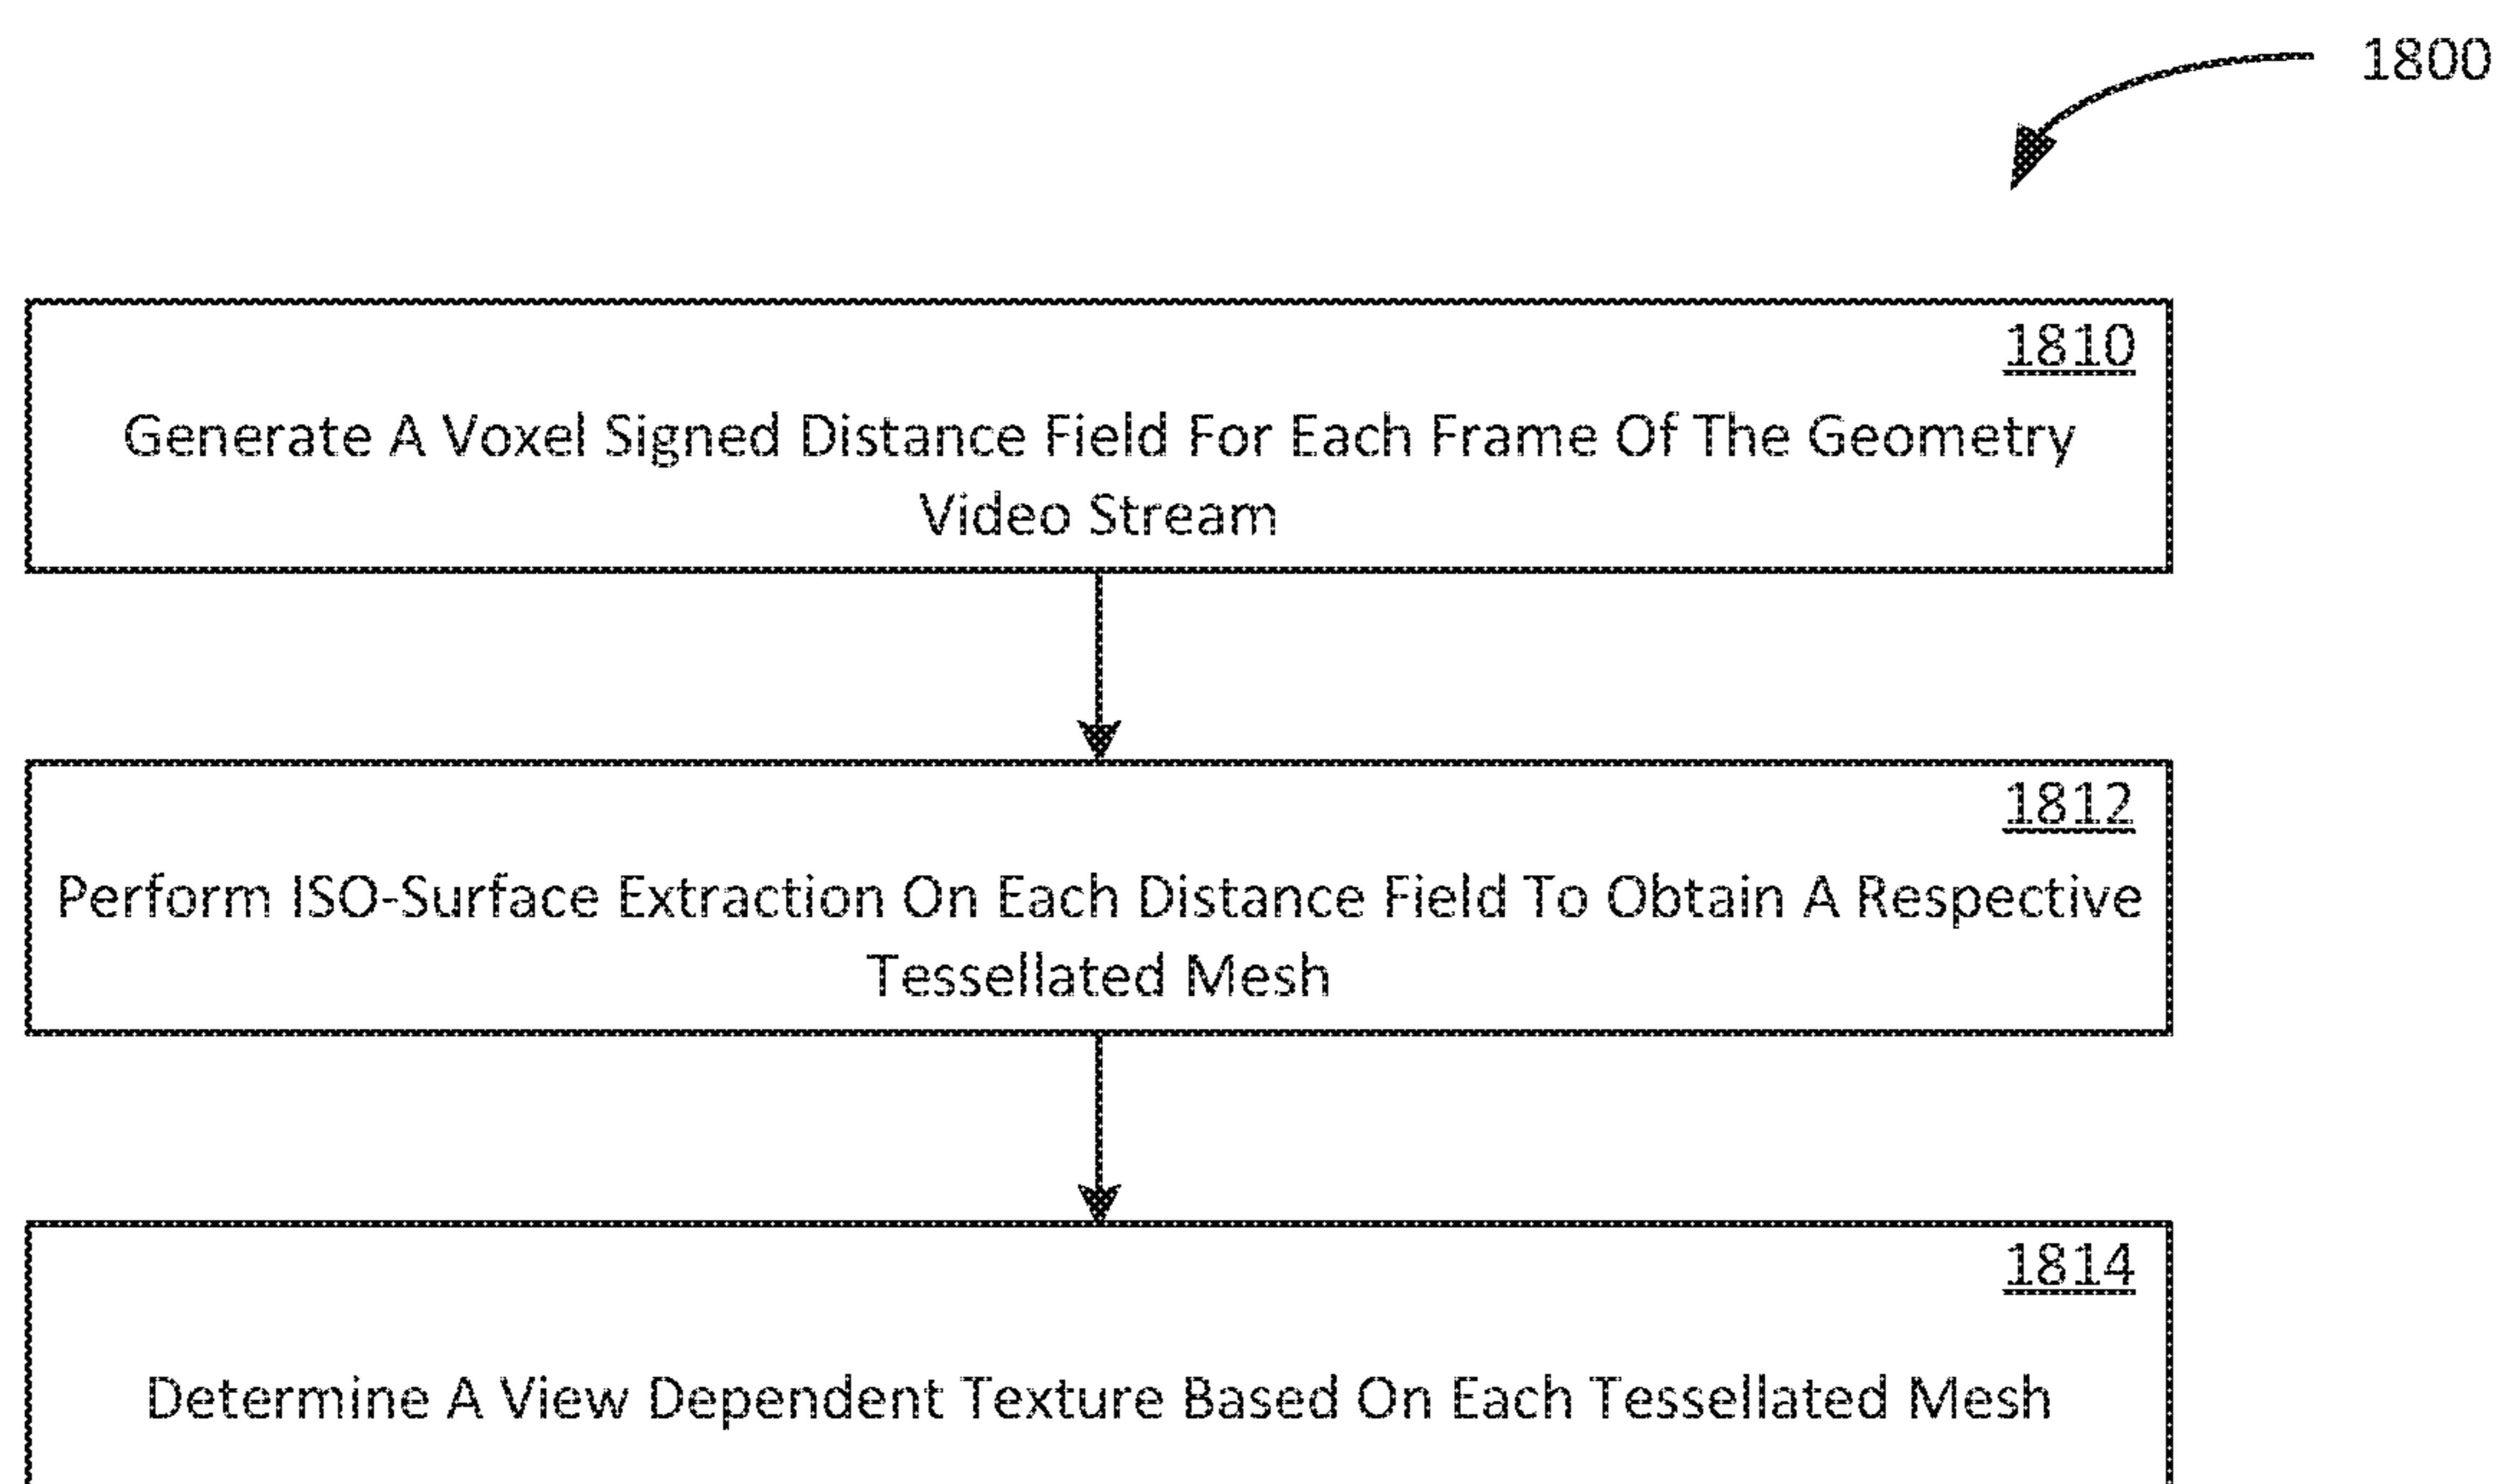 1800
1810
Generate A Voxel Signed Distance Field For Each Frame Of The Geometry
Video Stream
1812
Perform ISO-Surface Extraction On Each Distance Field To Obtain A Respective
Tessellated Mesh
1814
Determine A View Dependent Texture Based On Each Tessellated Mesh